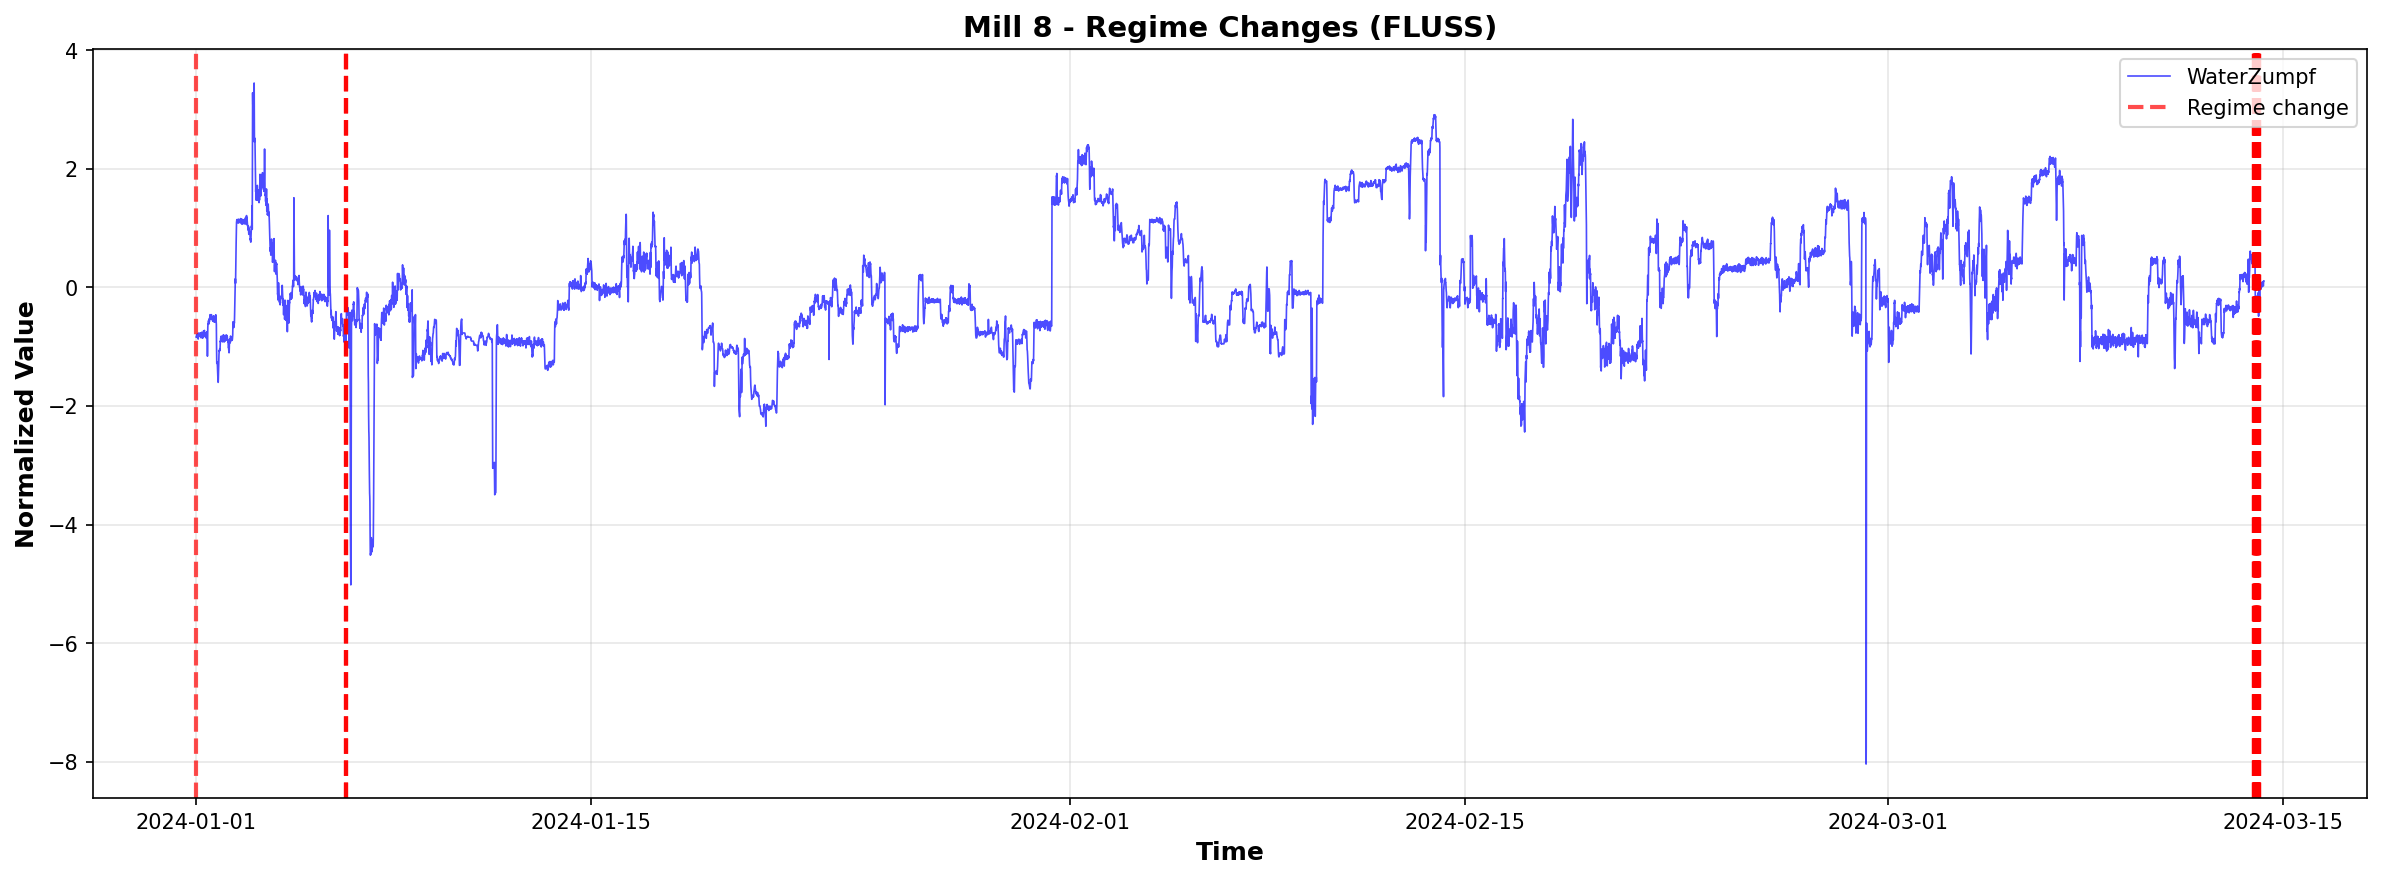 Mill 8 - Regime Changes (FLUSS)
Normalized Value
4
2
0
−2
−4
−6
−8
WaterZumpf
Regime change
2024-01-01
2024-01-15
2024-02-01
2024-02-15
2024-03-01
2024-03-15
Time